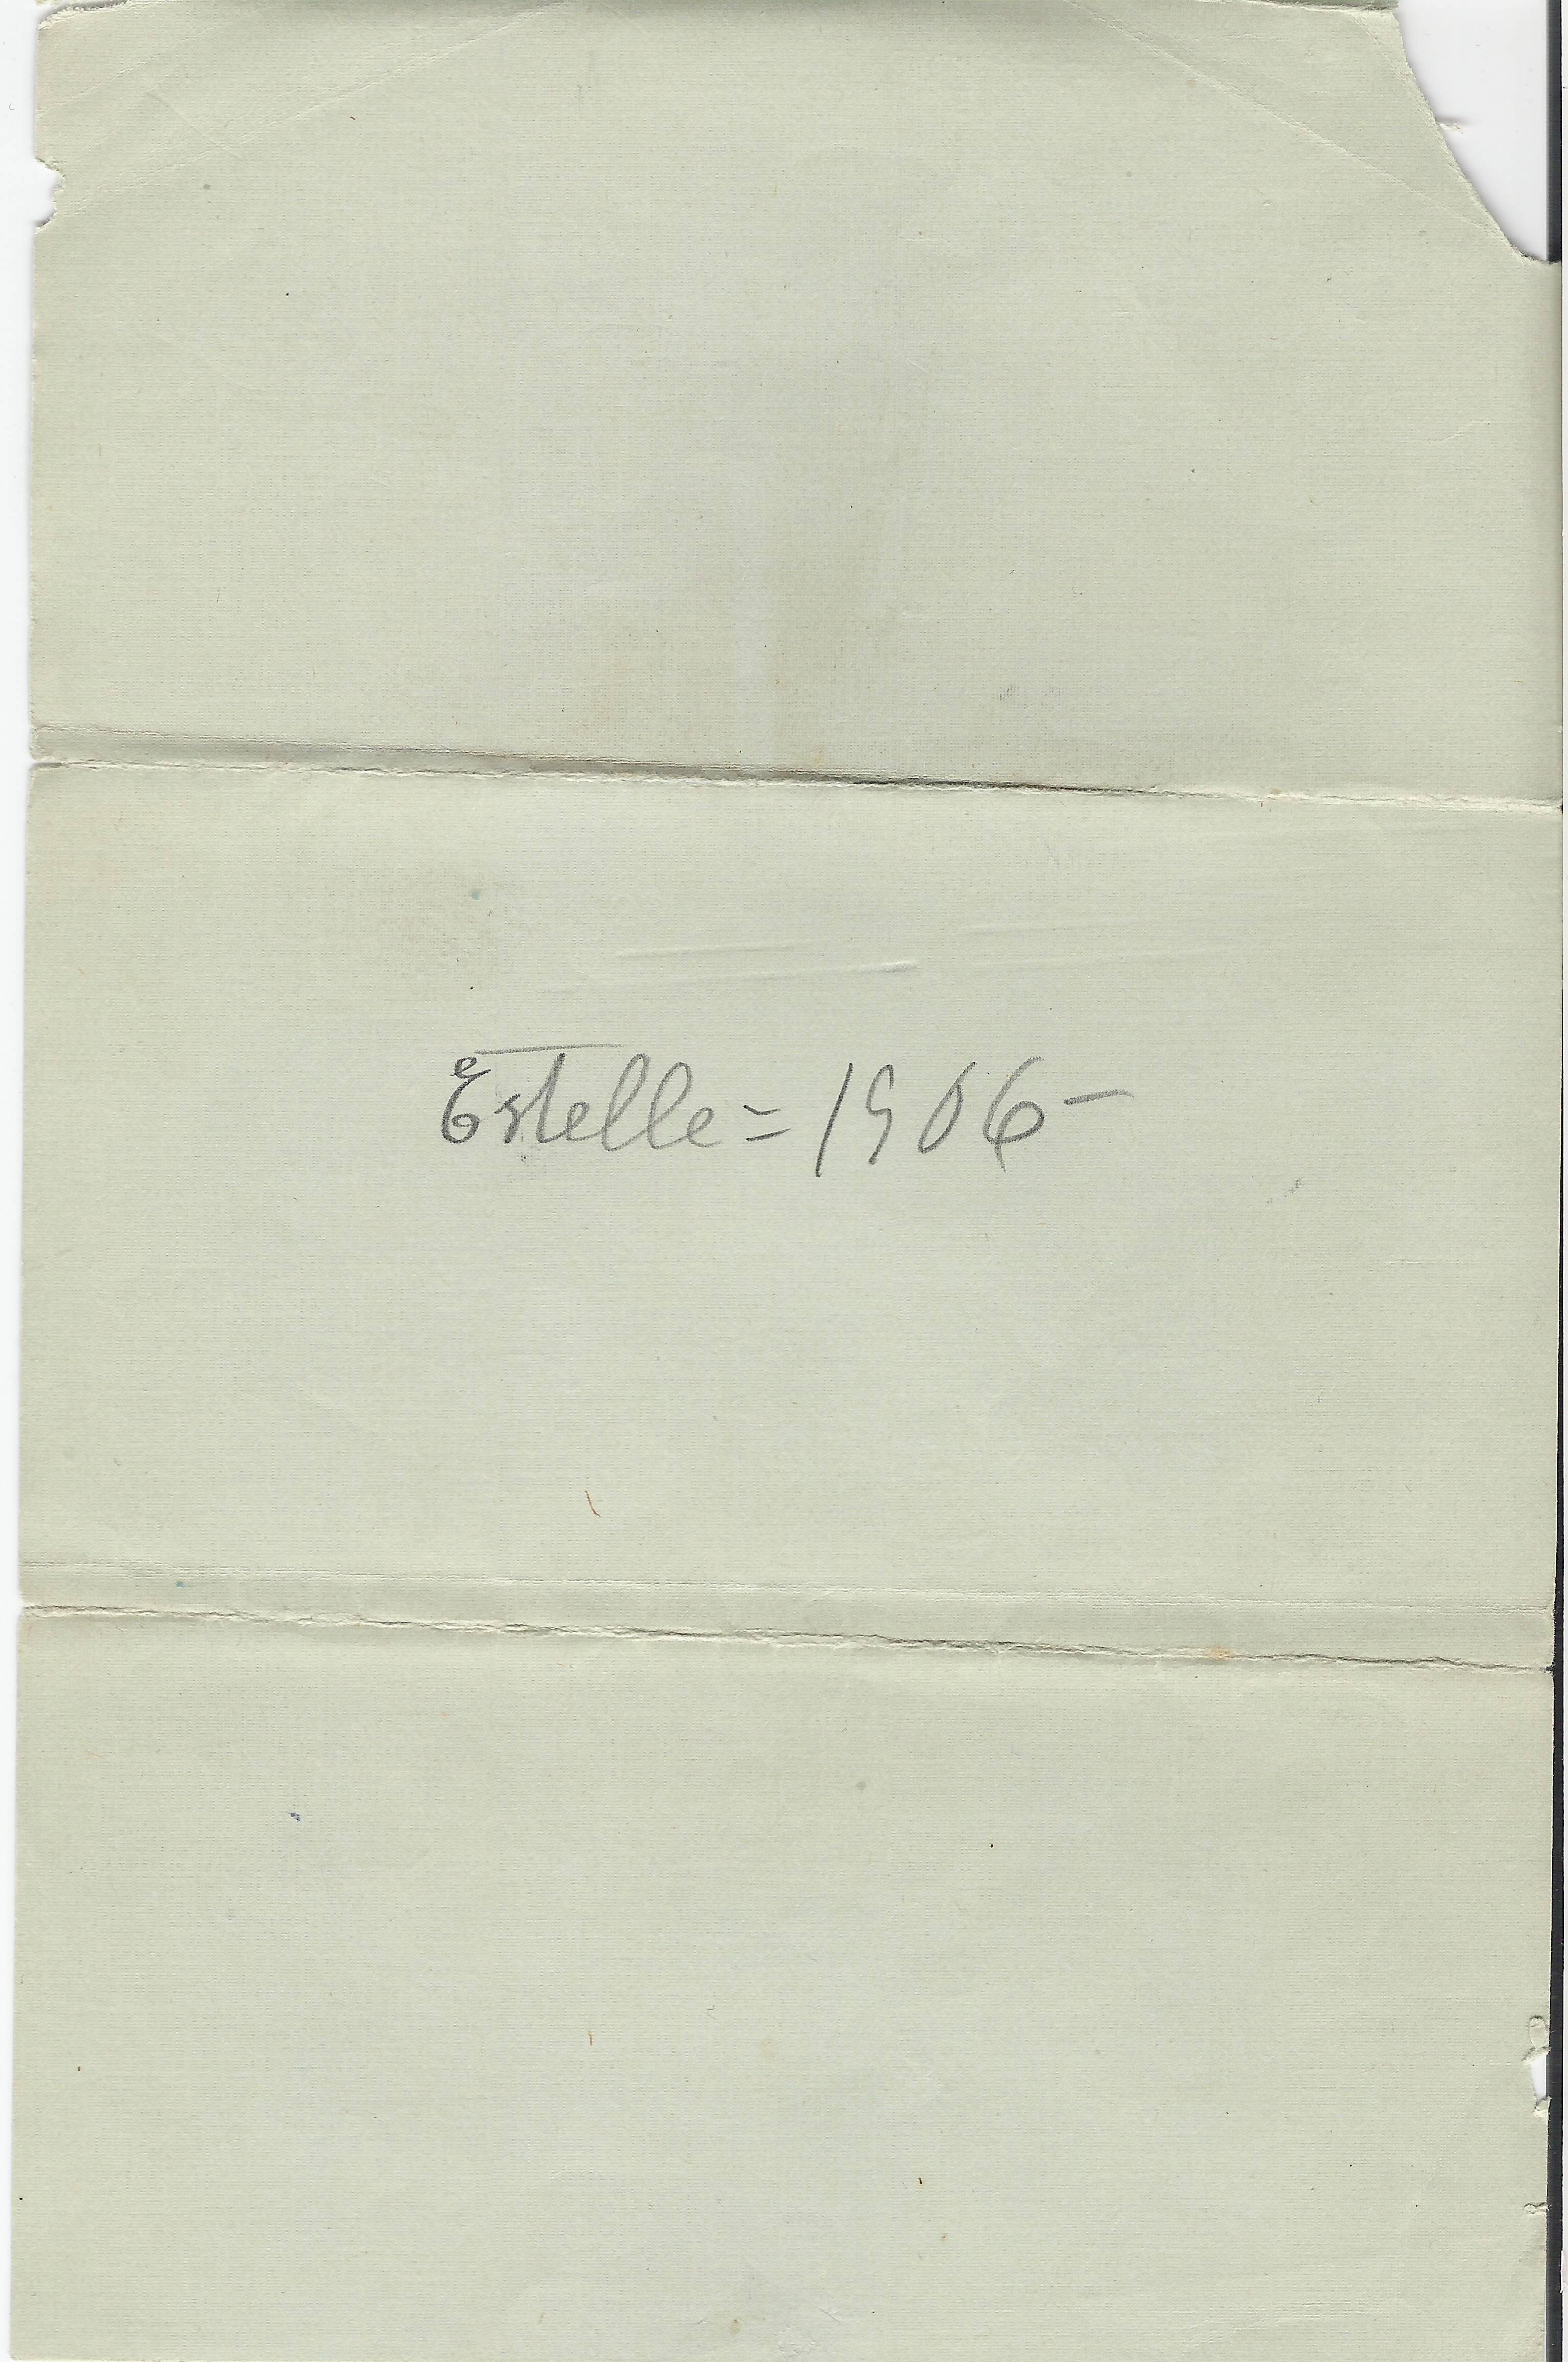 Estelle = 1906 -